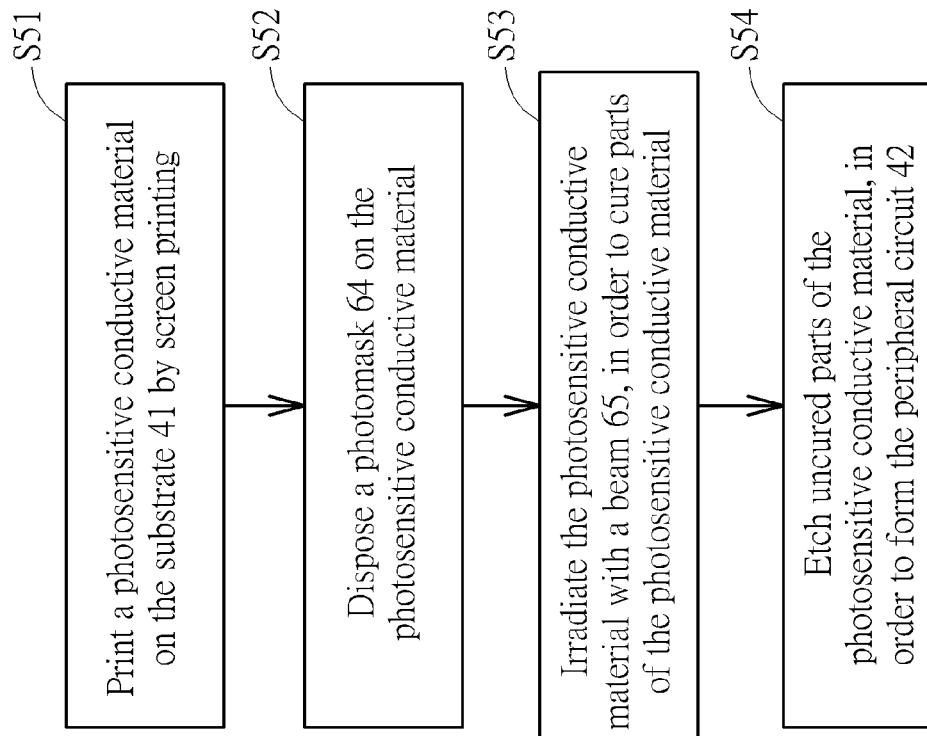 S51
Print a photosensitive conductive material
on the substrate 41 by screen printing
S52
Dispose a photomask 64 on the
photosensitive conductive material
S53
Irradiate the photosensitive conductive
material with a beam 65, in order to cure parts
of the photosensitive conductive material
S54
Etch uncured parts of the
photosensitive conductive material, in
order to form the peripheral circuit 42